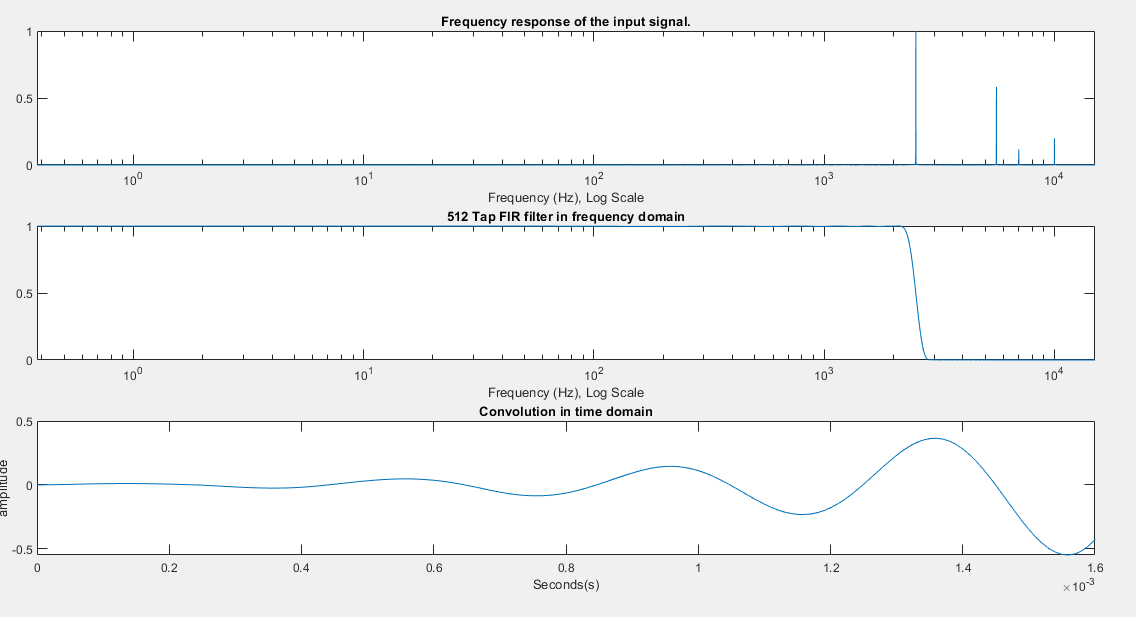 Frequency response of the input signal.
1
0.5
0
10^0 10^1 10^2 10^3 10^4
Frequency (Hz), Log Scale
512 Tap FIR filter in frequency domain
1
0.5
0
10^0 10^1 10^2 10^3 10^4
Frequency (Hz), Log Scale
Convolution in time domain
0.5
0
-0.5
amplitude
0 0.2 0.4 0.6 0.8 1 1.2 1.4 1.6
Seconds(s)
×10^-3